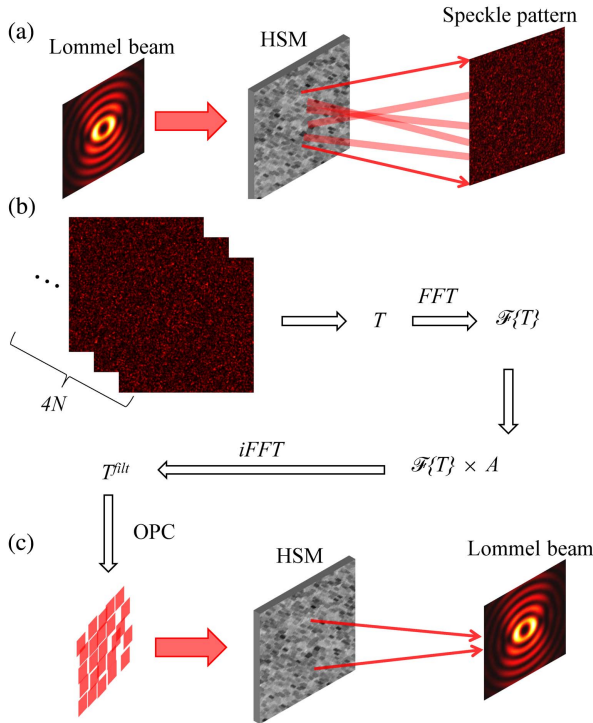 (a)
Lommel beam
HSM
Speckle pattern
(b)
...
4N
T
FFT
ℱ{T}
ℱ{T} × A
iFFT
T^filt
OPC
(c)
HSM
Lommel beam